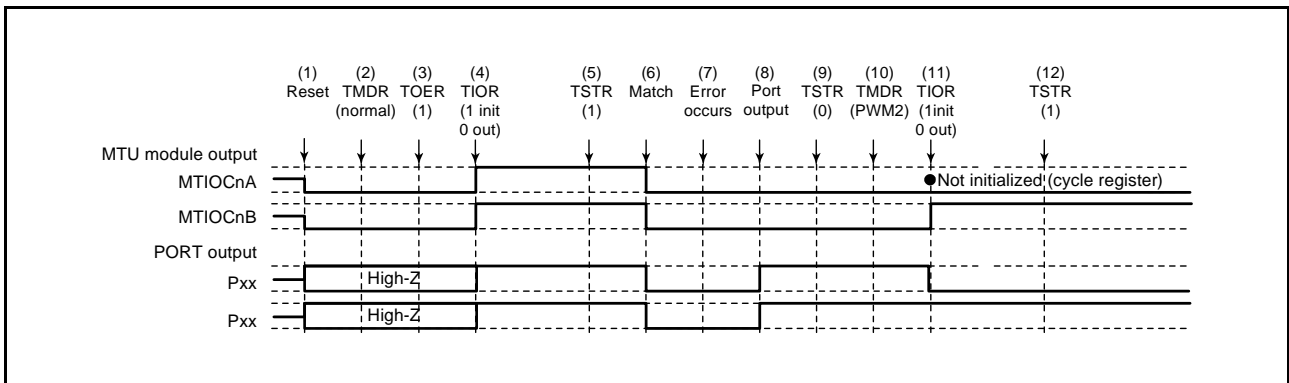 (1) (2) (3) (4) (5) (6) (7) (8) (9) (10) (11) (12)
Reset TMDR TOER TIOR TSTR Match Error Port TSTR TMDR TIOR TSTR
(normal) (1) (1 init (1) occurs output (0) (PWM2) (1init (1)
0 out) 0 out)
MTU module output
MTIOCnA
Not initialized (cycle register)
MTIOCnB
PORT output
Pxx
High-Z
Pxx
High-Z